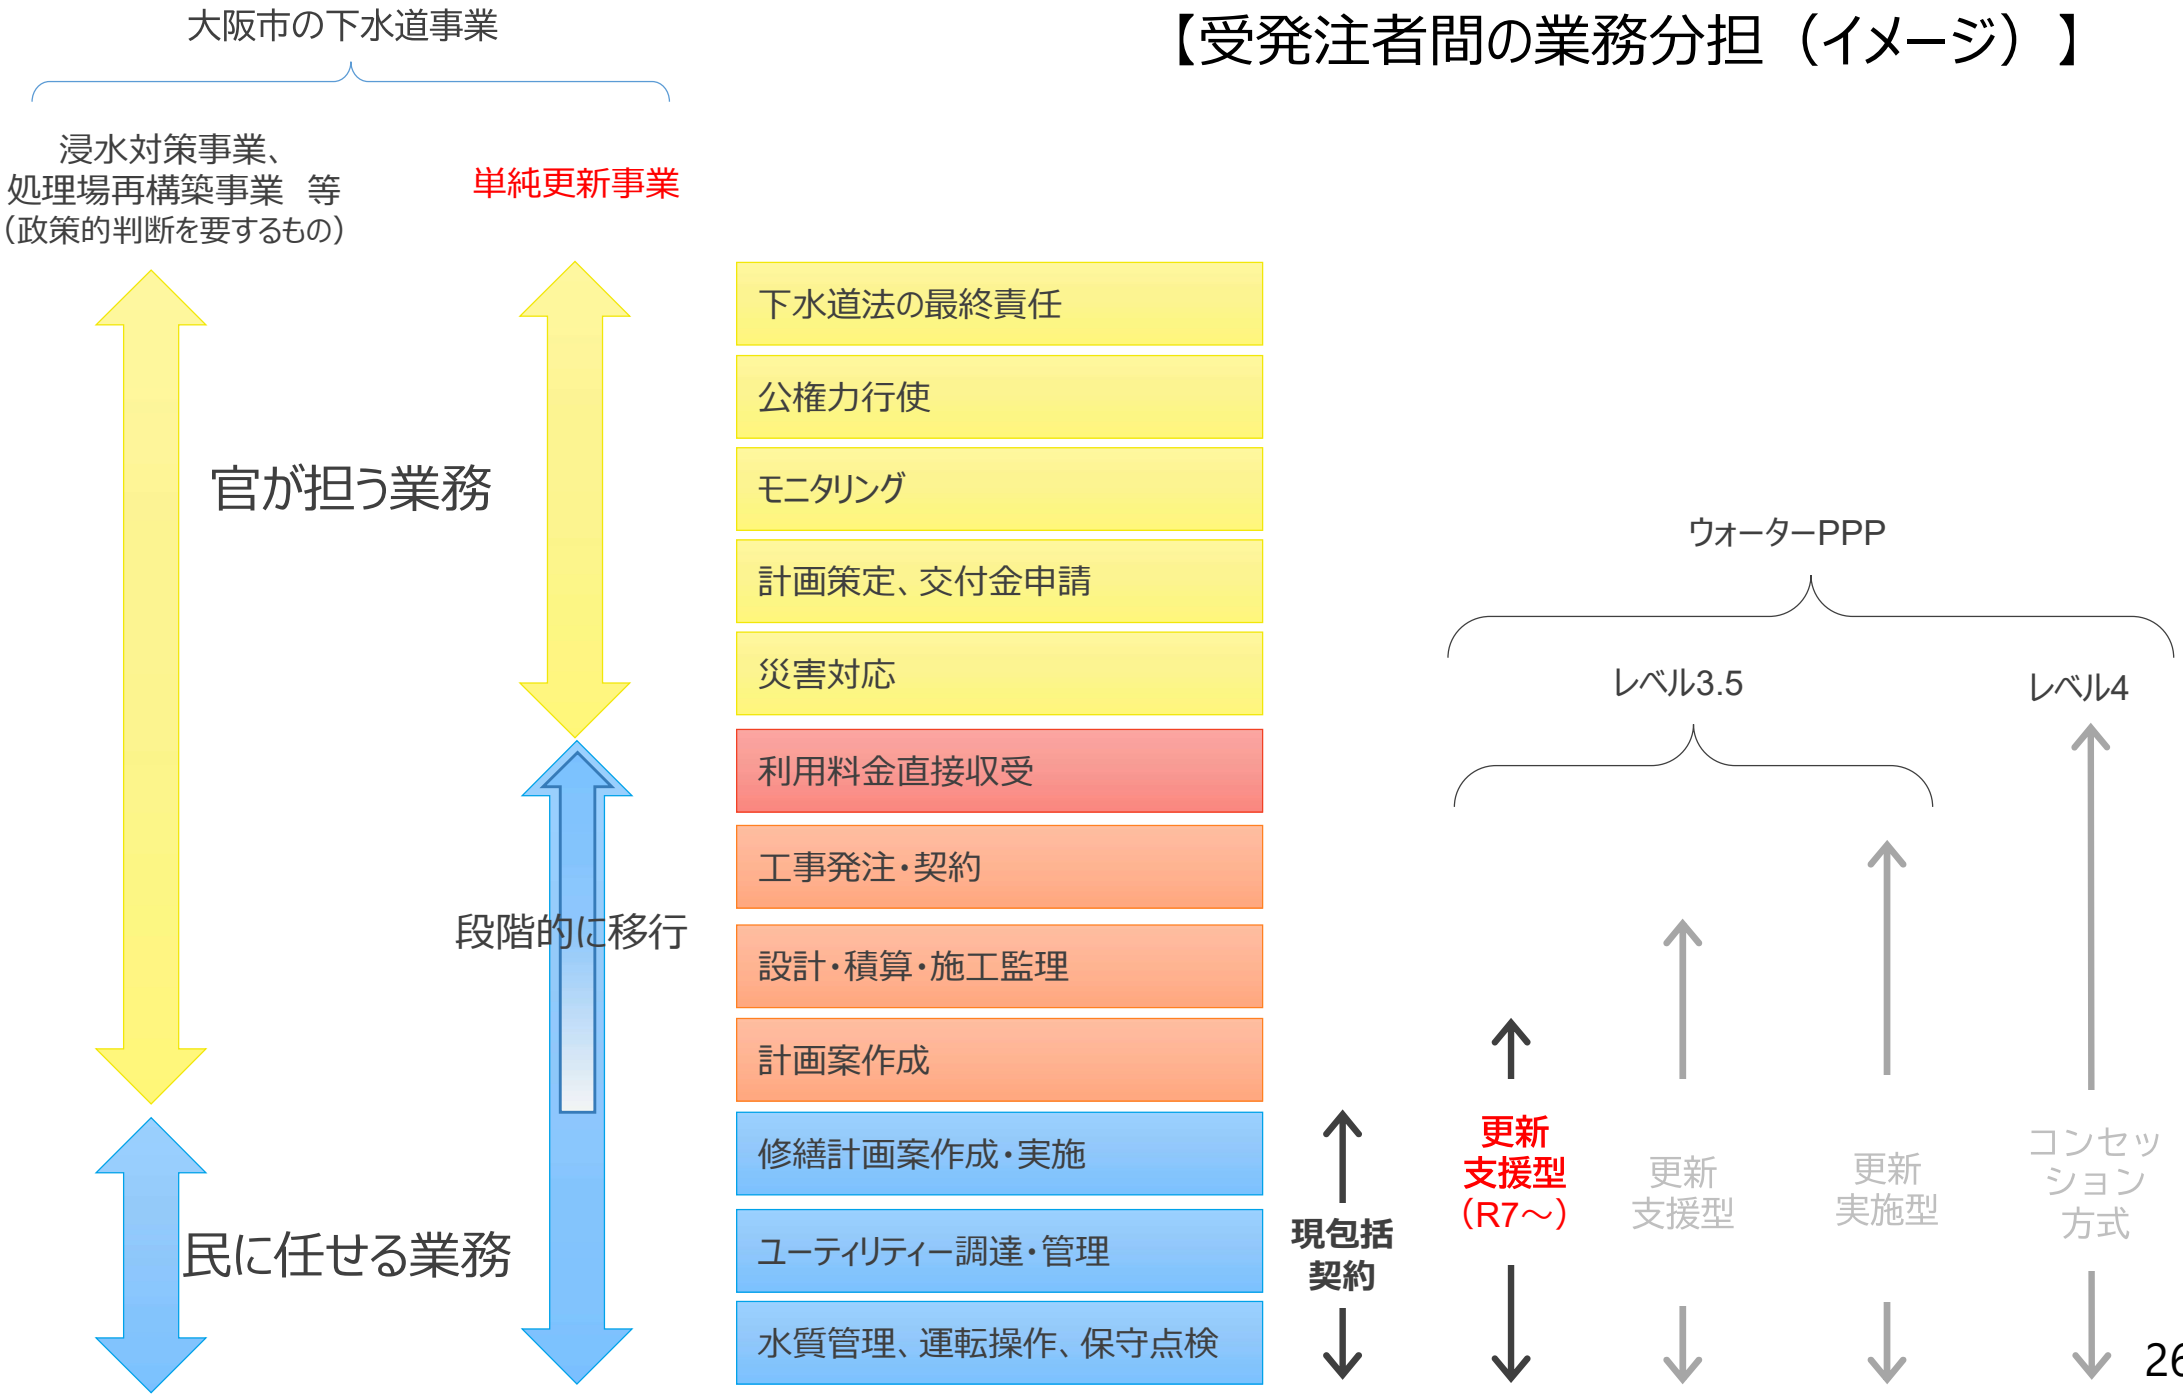 大阪市の下水道事業
【受発注者間の業務分担（イメージ）】
浸水対策事業、
処理場再構築事業　等
（政策的判断を要するもの）
単純更新事業
官が担う業務
段階的に移行
民に任せる業務
下水道法の最終責任
公権力行使
モニタリング
計画策定、交付金申請
災害対応
利用料金直接収受
工事発注・契約
設計・積算・施工監理
計画案作成
修繕計画案作成・実施
ユーティリティー調達・管理
水質管理、運転操作、保守点検
ウォーターPPP
レベル3.5
レベル4
現包括
契約
更新
支援型
（R7～）
更新
支援型
更新
実施型
コンセッ
ション
方式
26